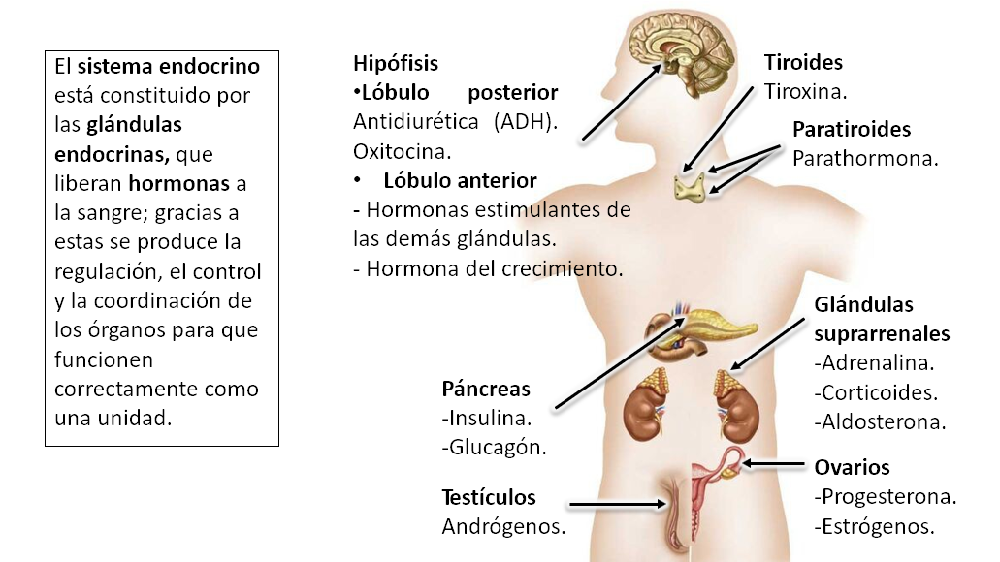 El sistema endocrino
está constituido por
las glándulas
endocrinas, que
liberan hormonas a
la sangre; gracias a
estas se produce la
regulación, el control
y la coordinación de
los órganos para que
funcionen
correctamente como
una unidad.
Hipófisis
•Lóbulo posterior
Antidiurética (ADH).
Oxitocina.
• Lóbulo anterior
- Hormonas estimulantes de
las demás glándulas.
- Hormona del crecimiento.
Tiroides
Tiroxina.
Paratiroides
Parathormona.
Glándulas
suprarrenales
-Adrenalina.
-Corticoides.
-Aldosterona.
Páncreas
-Insulina.
-Glucagón.
Ovarios
-Progesterona.
-Estrógenos.
Testículos
Andrógenos.